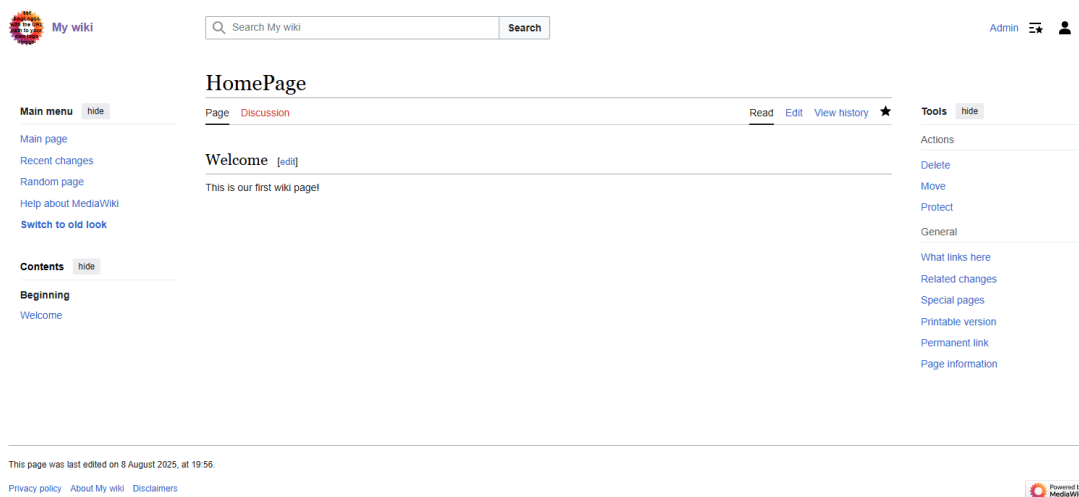 My wiki
Search My wiki
Search
Admin
HomePage
Main menu hide
Main page
Recent changes
Random page
Help about MediaWiki
Switch to old look
Contents hide
Beginning
Welcome
Page Discussion
Read Edit View history
Welcome [edit]
This is our first wiki page!
Tools hide
Actions
Delete
Move
Protect
General
What links here
Related changes
Special pages
Printable version
Permanent link
Page information
This page was last edited on 8 August 2025, at 19:56.
Privacy policy About My wiki Disclaimers
Powered
MediaWi